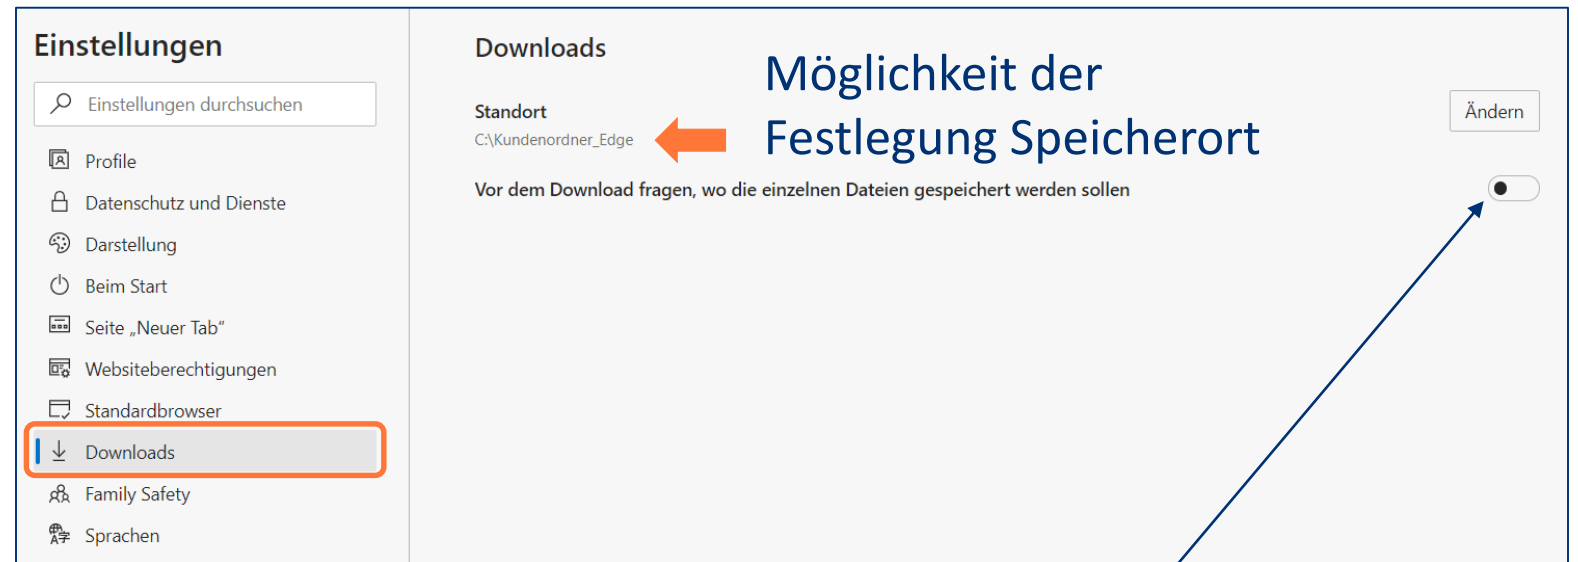 Einstellungen
Einstellungen durchsuchen
Profile
Datenschutz und Dienste
Darstellung
Beim Start
Seite „Neuer Tab“
Websiteberechtigungen
Standardbrowser
Downloads
Family Safety
Sprachen
Downloads
Standort
C:\Kundenordner_Edge
Möglichkeit der
Festlegung Speicherort
Ändern
Vor dem Download fragen, wo die einzelnen Dateien gespeichert werden sollen